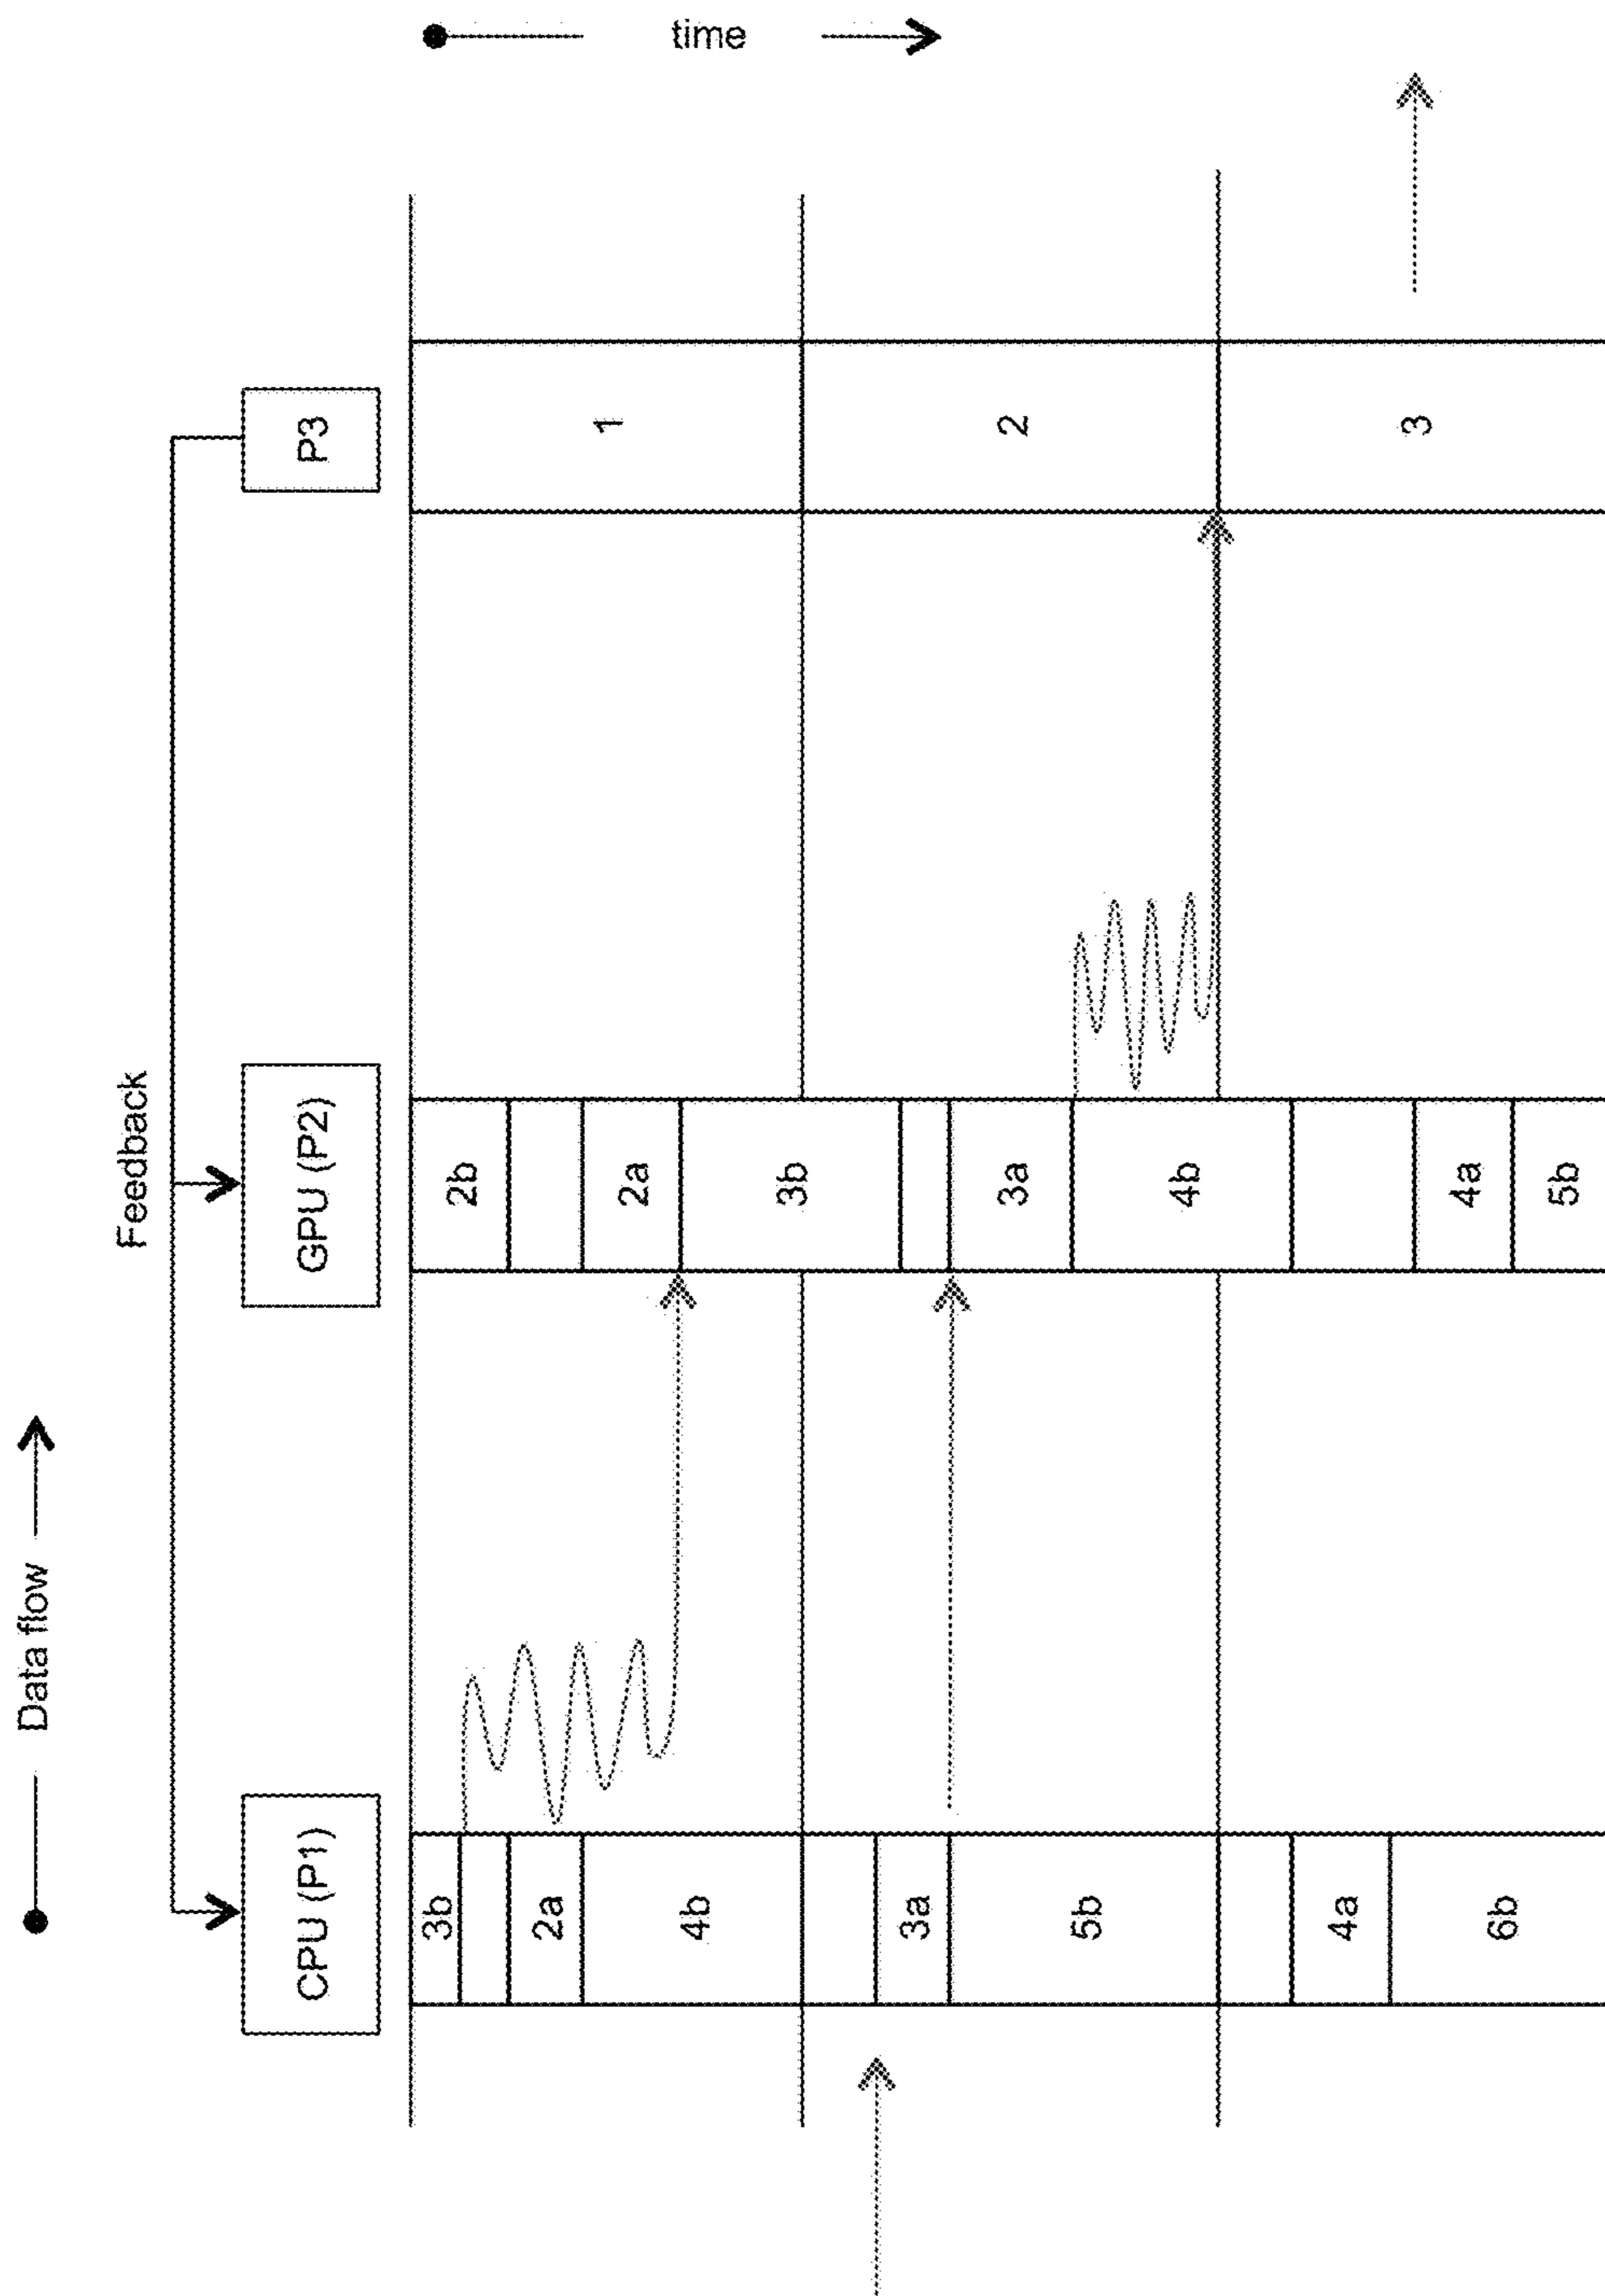 Data flow
Feedback
CPU (P1)
GPU (P2)
P3
time
3b
2a
4b
3a
5b
4a
6b
2b
2a
3b
3a
4b
4a
5b
1
2
3